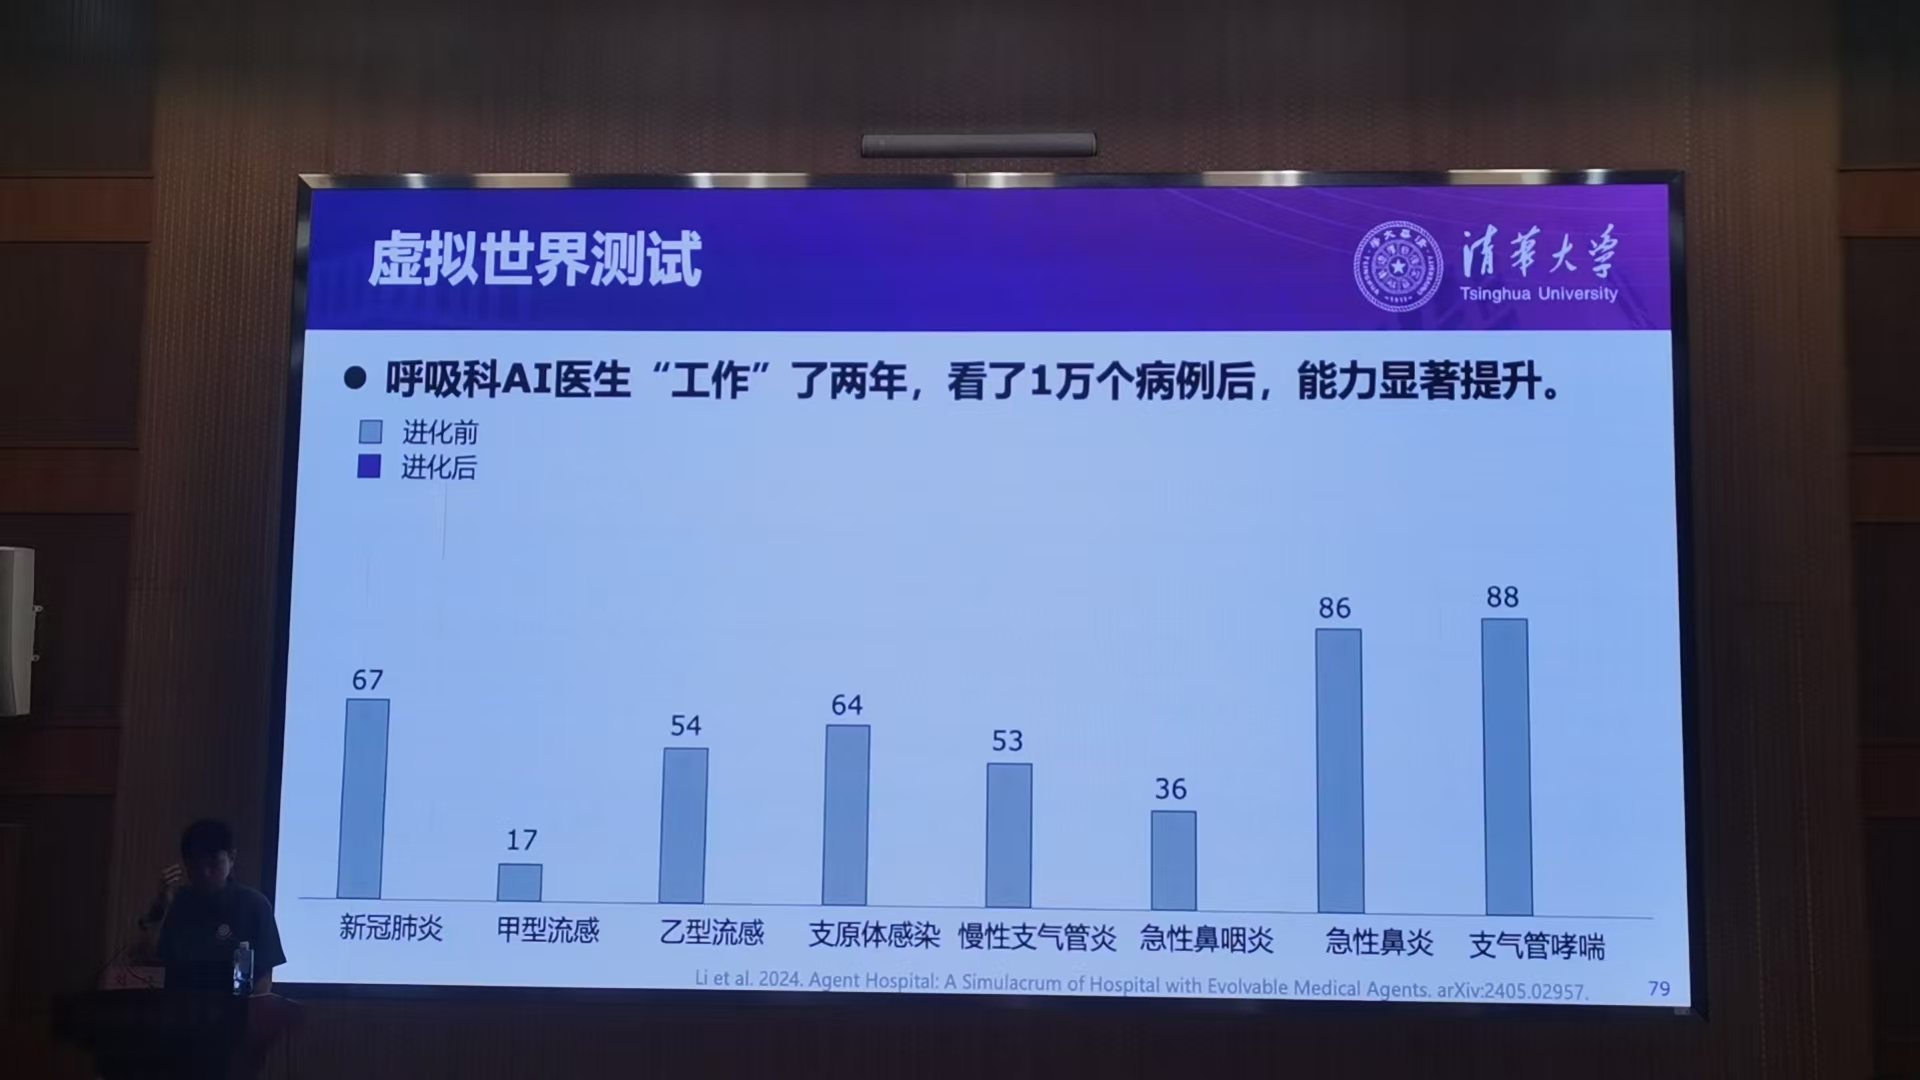 虚拟世界测试
清华大学
Tsinghua University
● 呼吸科AI医生“工作”了两年，看了1万个病例后，能力显著提升。
进化前
进化后
67
17
54
64
53
36
86
88
新冠肺炎
甲型流感
乙型流感
支原体感染
慢性支气管炎
急性鼻咽炎
急性鼻炎
支气管哮喘
Li et al. 2024. Agent Hospital: A Simulacrum of Hospital with Evolvable Medical Agents. arXiv:2405.02957.
79